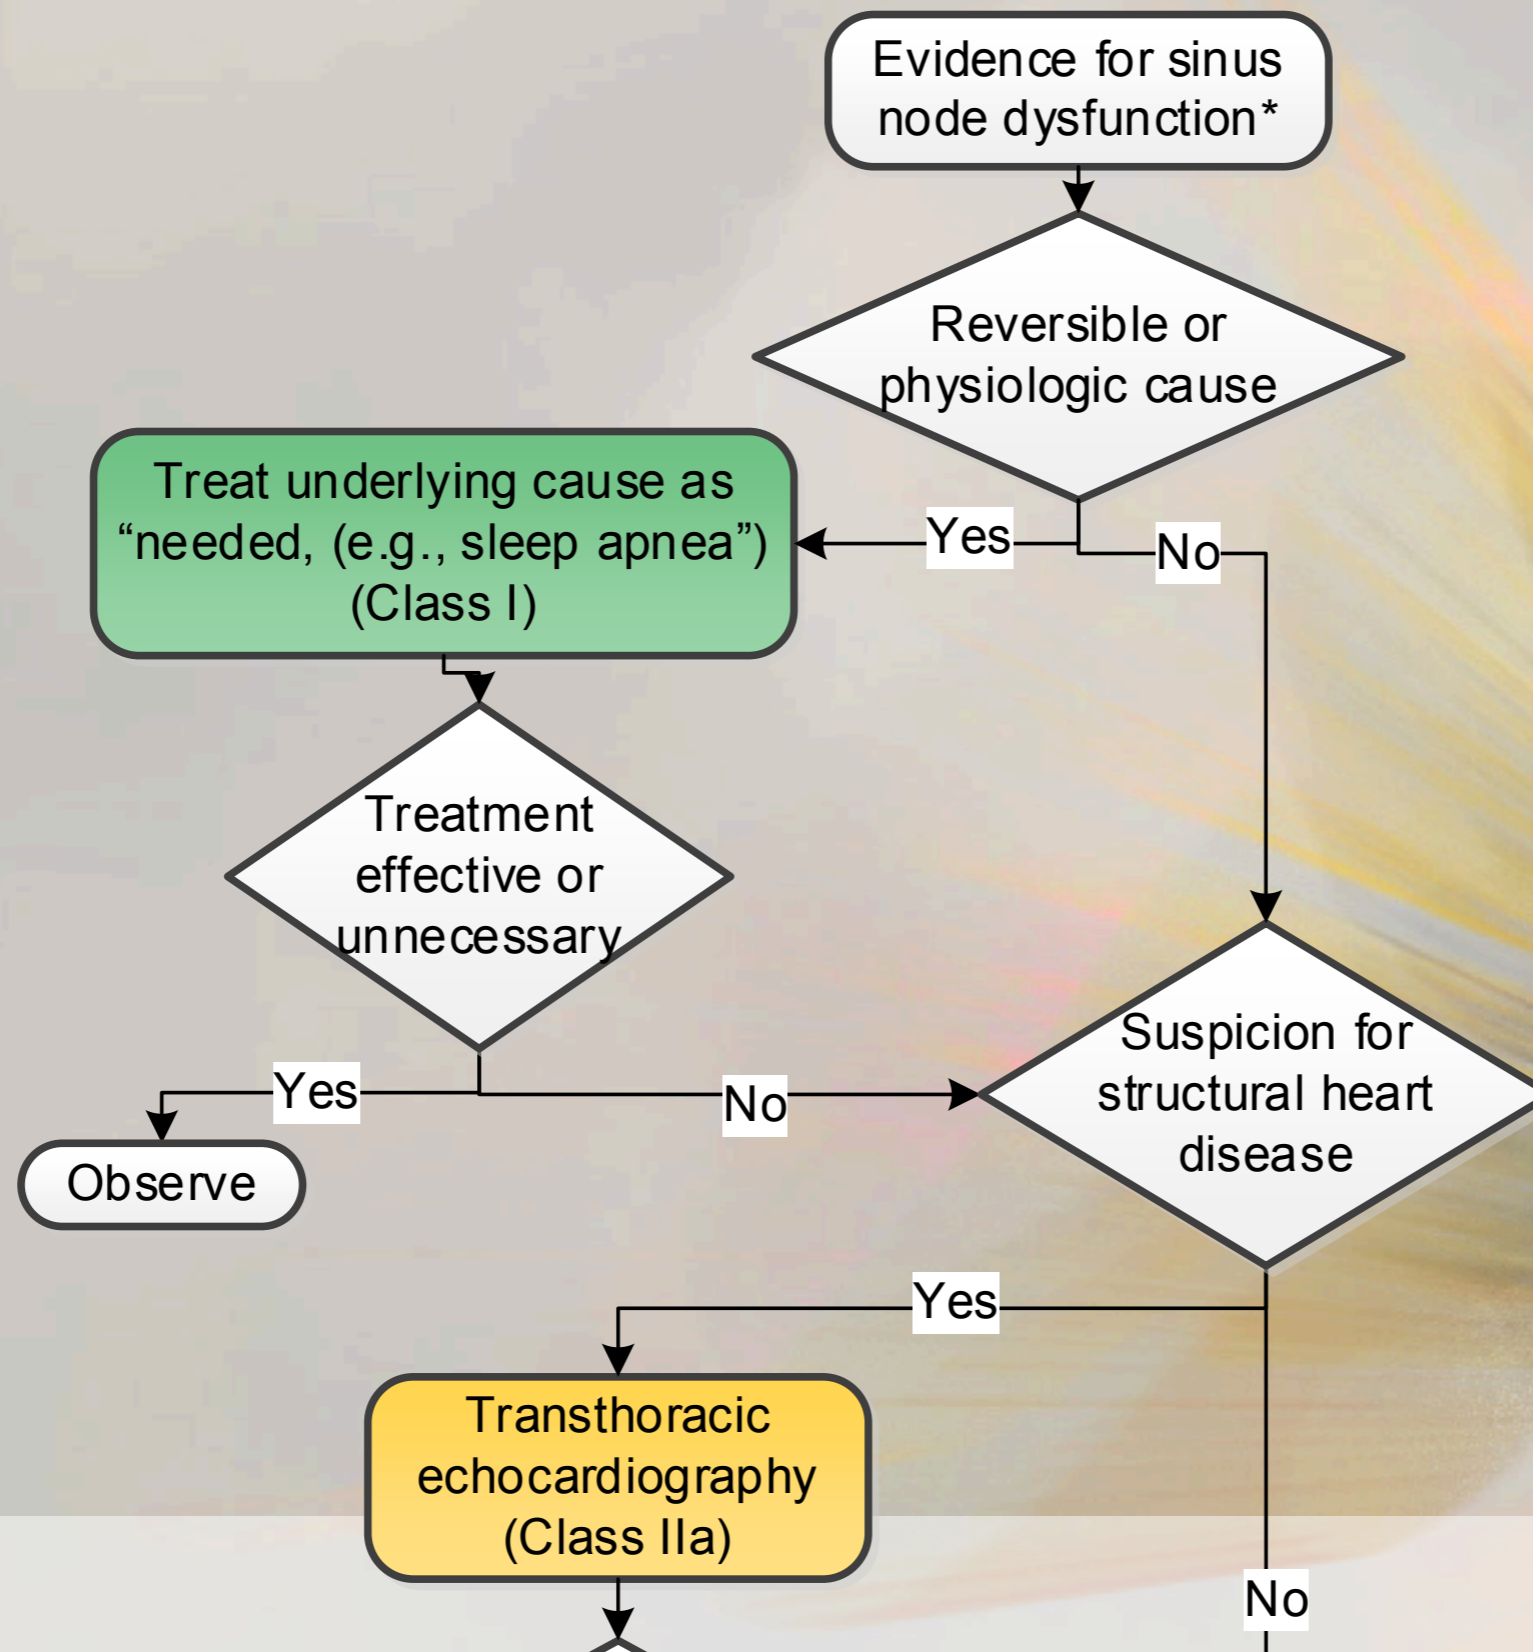 Evidence for sinus
node dysfunction*
Reversible or
physiologic cause
Yes
No
Treat underlying cause as
“needed, (e.g., sleep apnea”)
(Class I)
Treatment
effective or
unnecessary
Yes
No
Observe
Suspicion for
structural heart
disease
Yes
Transthoracic
echocardiography
(Class IIa)
No